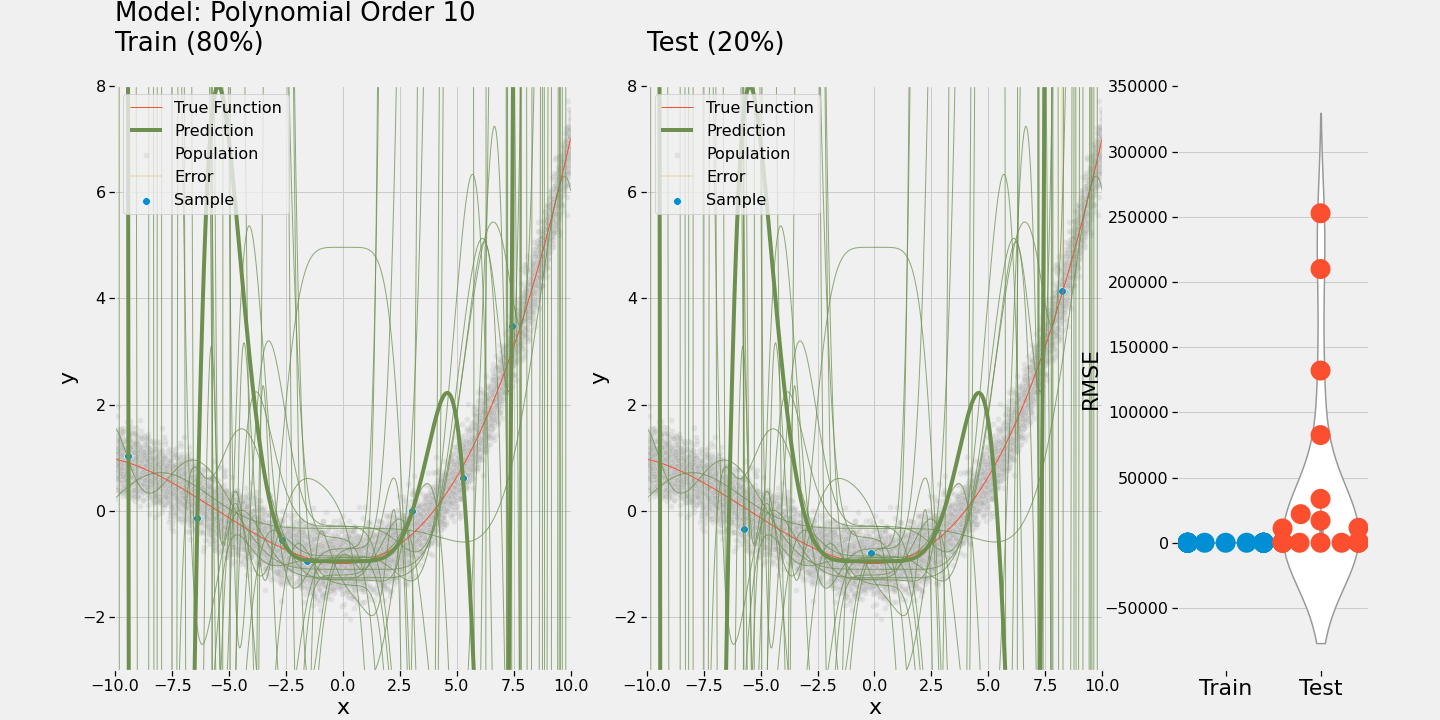 Model: Polynomial Order 10
Train (80%)
Test (20%)
8
6
4
2
0
−2
y
True Function
Prediction
Population
Error
Sample
−10.0 −7.5 −5.0 −2.5 0.0 2.5 5.0 7.5 10.0
x
8
6
4
2
0
−2
y
True Function
Prediction
Population
Error
Sample
−10.0 −7.5 −5.0 −2.5 0.0 2.5 5.0 7.5 10.0
x
350000
300000
250000
200000
150000
100000
50000
0
−50000
RMSE
Train Test